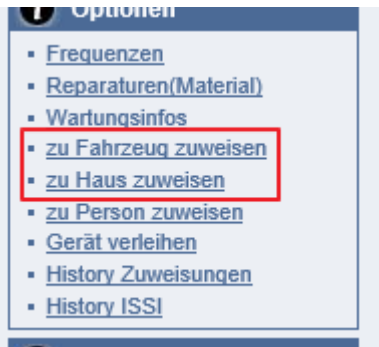 Optionen
Frequenzen
Reparaturen(Material)
Wartungsinfos
zu Fahrzeug zuweisen
zu Haus zuweisen
zu Person zuweisen
Gerät verleihen
History Zuweisungen
History ISSI